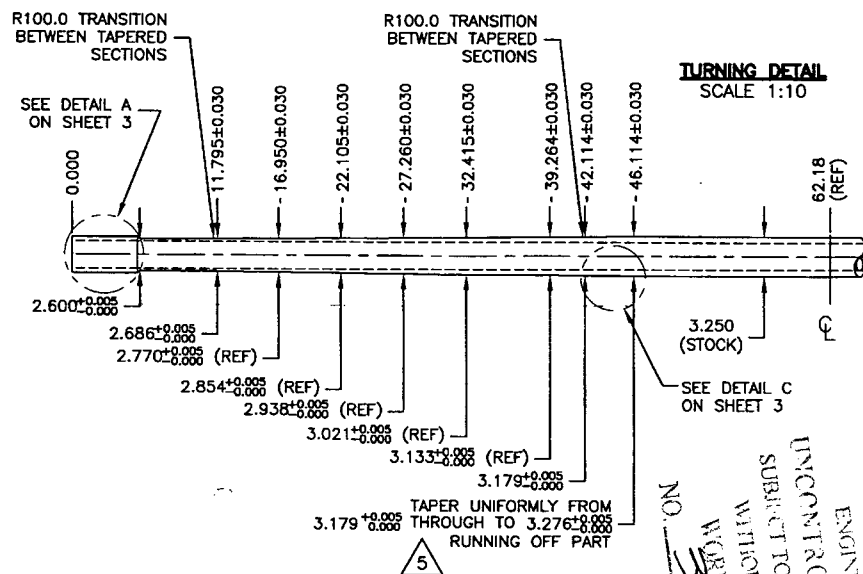 R100.0 TRANSITION
BETWEEN TAPERED
SECTIONS
R100.0 TRANSITION
BETWEEN TAPERED
SECTIONS
TURNING DETAIL
SCALE 1:10
SEE DETAIL A
ON SHEET 3
0.000
11.795±0.030
16.950±0.030
22.105±0.030
27.260±0.030
32.415±0.030
39.264±0.030
42.114±0.030
46.114±0.030
62.18
(REF)
2.600+0.005-0.000
2.686+0.005-0.000
2.770+0.005-0.000 (REF)
2.854+0.005-0.000 (REF)
2.938+0.005-0.000 (REF)
3.021+0.005-0.000 (REF)
3.133+0.005-0.000 (REF)
3.179+0.005-0.000
3.250
(STOCK)
CL
SEE DETAIL C
ON SHEET 3
TAPER UNIFORMLY FROM
3.179+0.005-0.000 THROUGH TO 3.276+0.005-0.000
RUNNING OFF PART
5
ENGIN
UNCONTRO
SUBJECT TO
WITHOU
WOR
NO.